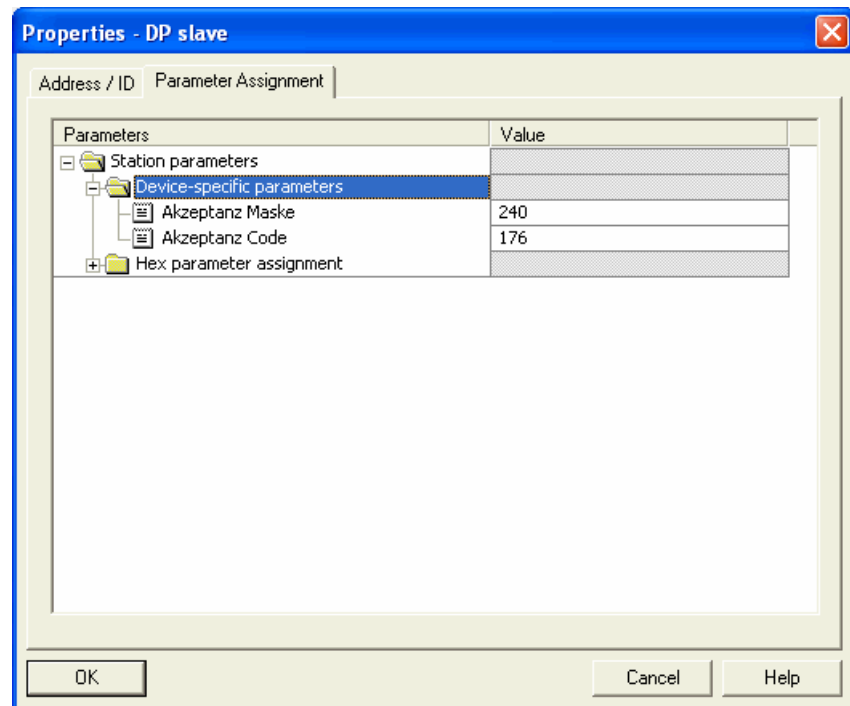 Properties - DP slave
Address / ID Parameter Assignment
Parameters Value
Station parameters
Device-specific parameters
Akzeptanz Maske 240
Akzeptanz Code 176
Hex parameter assignment
OK Cancel Help